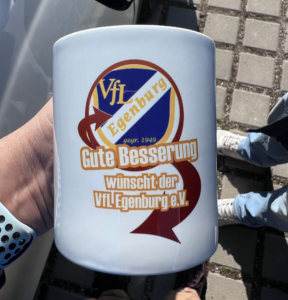 VfL
Egenburg
gegr. 1949
Gute Besserung
wünscht der
VfL Egenburg e.V.